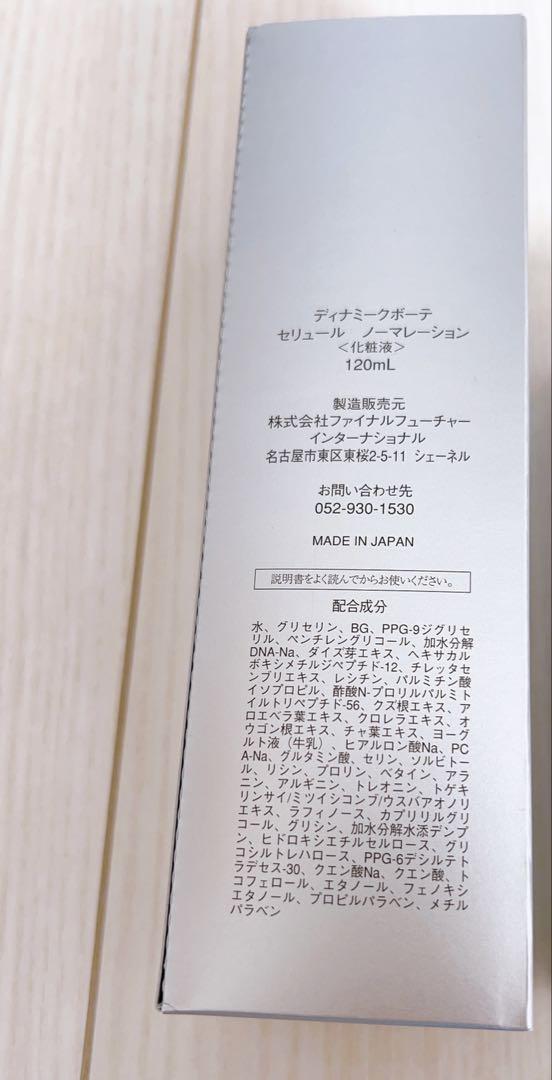 ディナミークボーテ
セリュール ノーマレーション
＜化粧液＞
120mL
製造販売元
株式会社ファイナルフューチャー
インターナショナル
名古屋市東区東桜2-5-11 シェーネル
お問い合わせ先
052-930-1530
MADE IN JAPAN
説明書をよく読んでからお使いください。
配合成分
水、グリセリン、BG、PPG-9ジグリセ
リル、ペンチレングリコール、加水分解
DNA-Na、ダイズ芽エキス、ヘキサカル
ボキシメチルジペプチド-12、チレッタセ
ンブリエキス、レシチン、パルミチン酸
イソプロピル、酢酸N-プロリルパルミト
イルトリペプチド-56、クズ根エキス、ア
ロエベラ葉エキス、クロレラエキス、オ
ウゴン根エキス、チャ葉エキス、ヨーグ
ルト液（牛乳）、ヒアルロン酸Na、PC
A-Na、グルタミン酸、セリン、ソルビトー
ル、リシン、プロリン、ベタイン、アラ
ニン、アルギニン、トレオニン、トゲキ
リンサイ/ミツイシコンブ/ウスバアオノリ
エキス、ラフィノース、カプリリルグリ
コール、グリシン、加水分解水添デンプ
ン、ヒドロキシエチルセルロース、グリ
コシルトレハロース、PPG-6デシルテト
ラデセス-30、クエン酸Na、クエン酸、ト
コフェロール、エタノール、フェノキシ
エタノール、プロピルパラベン、メチル
パラベン